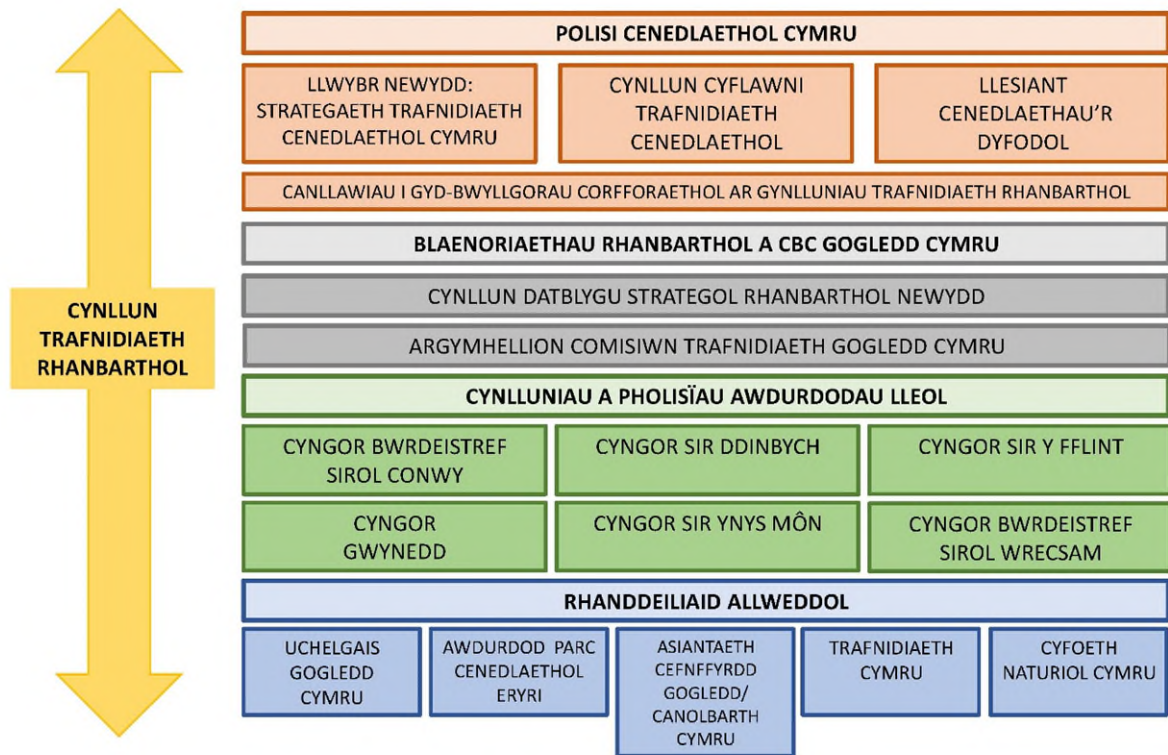 CYNLLUN
TRAFNIDIAETH
RHANBARTHOL
POLISI CENEDLAETHOL CYMRU
LLWYBR NEWYDD:
STRATEGAETH TRAFNIDIAETH
CENEDLAETHOL CYMRU
CYNLLUN CYFLAWNI
TRAFNIDIAETH
CENEDLAETHOL
LLESIANT
CENEDLAETHAU'R
DYFODOL
CANLLAWIAU I GYD-BWYLLGORAU CORFFORAETHOL AR GYNLLUNIAU TRAFNIDIAETH RHANBARTHOL
BLAENORIAETHAU RHANBARTHOL A CBC GOGLEDD CYMRU
CYNLLUN DATBLYGU STRATEGOL RHANBARTHOL NEWYDD
ARGYMHELLION COMISIWN TRAFNIDIAETH GOGLEDD CYMRU
CYNLLUNIAU A PHOLISÏAU AWDURDODAU LLEOL
CYNGOR BWRDEISTREF
SIROL CONWY
CYNGOR SIR DDINBYCH
CYNGOR SIR Y FFLINT
CYNGOR
GWYNEDD
CYNGOR SIR YNYS MÔN
CYNGOR BWRDEISTREF
SIROL WRECSAM
RHANDDEILIAID ALLWEDDOL
UCHELGAIS
GOGLEDD
CYMRU
AWDURDOD PARC
CENEDLAETHOL
ERYRI
ASIANTAETH
CEFNFFYRDD
GOGLEDD/
CANOLBARTH
CYMRU
TRAFNIDIAETH
CYMRU
CYFOETH
NATURIOL CYMRU